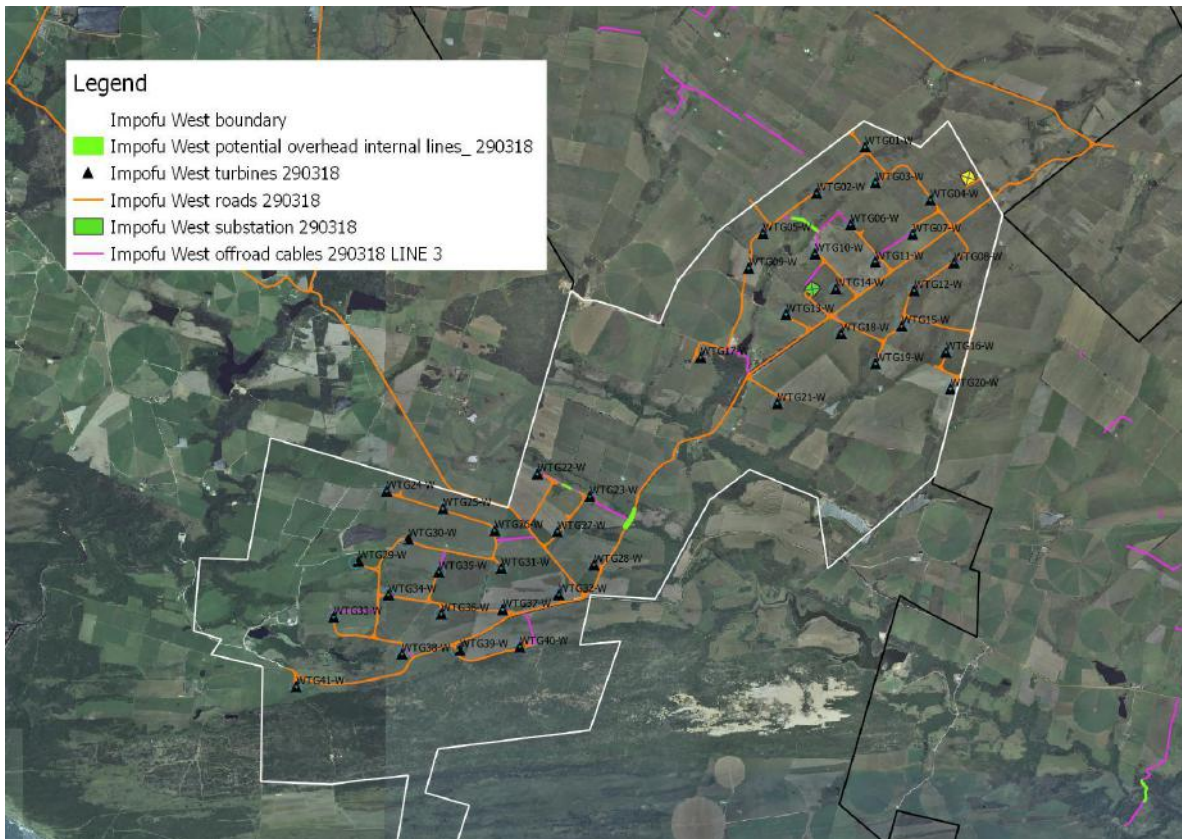 Legend
Impofu West boundary
Impofu West potential overhead internal lines_ 290318
Impofu West turbines 290318
Impofu West roads 290318
Impofu West substation 290318
Impofu West offroad cables 290318 LINE 3
WTG01-W
WTG03-W
WTG02-W
WTG04-W
WTG06-W
WTG05-W
WTG07-W
WTG10-W
WTG09-W
WTG11-W
WTG08-W
WTG14-W
WTG12-W
WTG13-W
WTG18-W
WTG15-W
WTG17-W
WTG16-W
WTG19-W
WTG20-W
WTG21-W
WTG22-W
WTG24-W
WTG23-W
WTG25-W
WTG26-W
WTG27-W
WTG30-W
WTG29-W
WTG35-W
WTG31-W
WTG28-W
WTG34-W
WTG32-W
WTG33-W
WTG36-W
WTG37-W
WTG38-W
WTG39-W
WTG40-W
WTG41-W